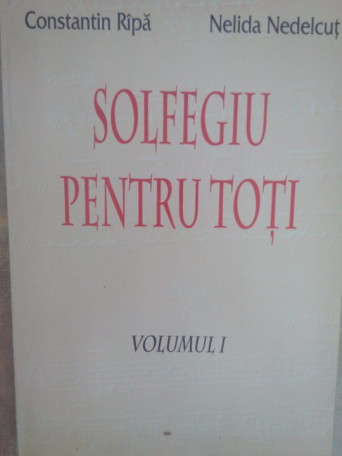 Constantin Rîpă Nelida Nedelcuț
SOLFEGIU
PENTRU TOȚI
VOLUMUL I